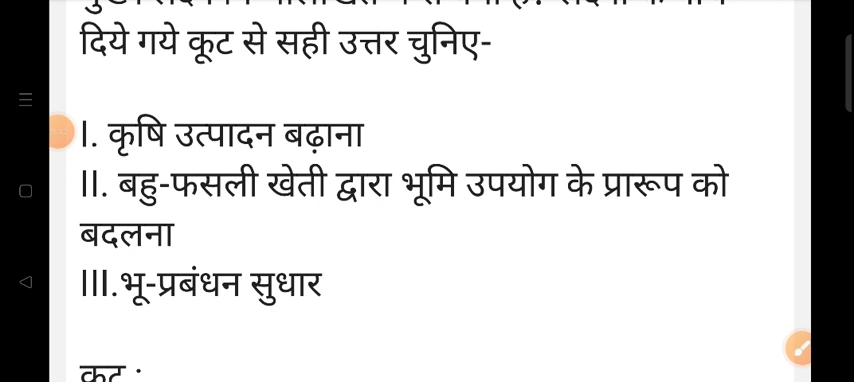 दिये गये कूट से सही उत्तर चुनिए-
I. कृषि उत्पादन बढ़ाना
II. बहु-फसली खेती द्वारा भूमि उपयोग के प्रारूप को
बदलना
III.भू-प्रबंधन सुधार
कूट :